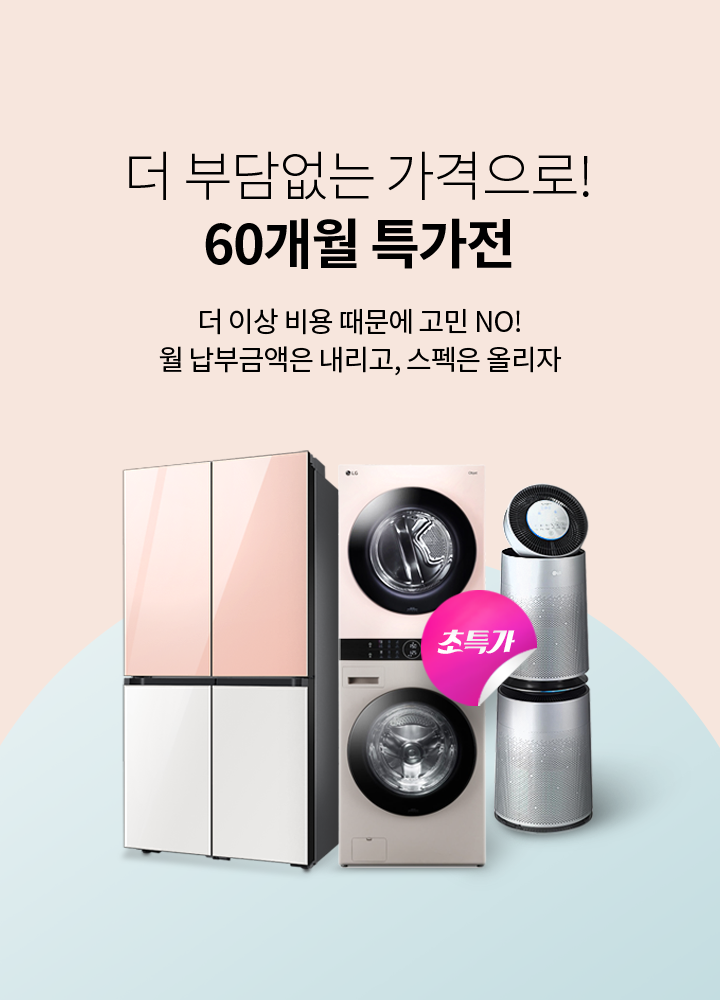 더 부담없는 가격으로!
60개월 특가전
더 이상 비용 때문에 고민 NO!
월 납부금액은 내리고, 스펙은 올리자
LG
초특가